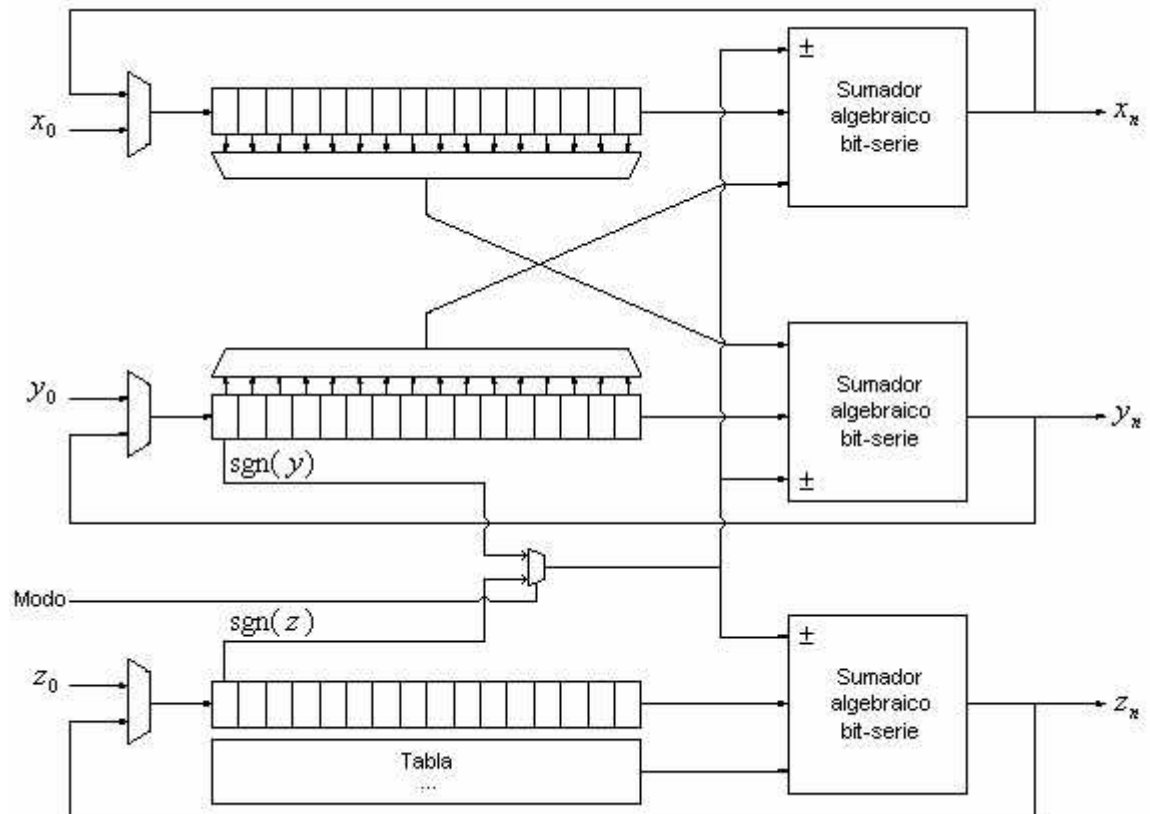 ±
Sumador
algebraico
bit-serie
x₀
xₙ
y₀
Sumador
algebraico
bit-serie
yₙ
sgn(y)
±
Modo
sgn(z)
±
z₀
Sumador
algebraico
bit-serie
zₙ
Tabla
...